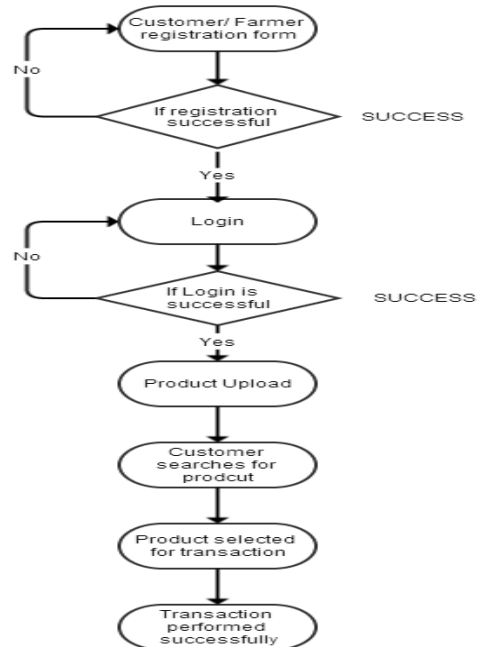 Customer/ Farmer
registration form
No
If registration
successful
SUCCESS
Yes
Login
No
If Login is
successful
SUCCESS
Yes
Product Upload
Customer
searches for
prodcut
Product selected
for transaction
Transaction
performed
successfully